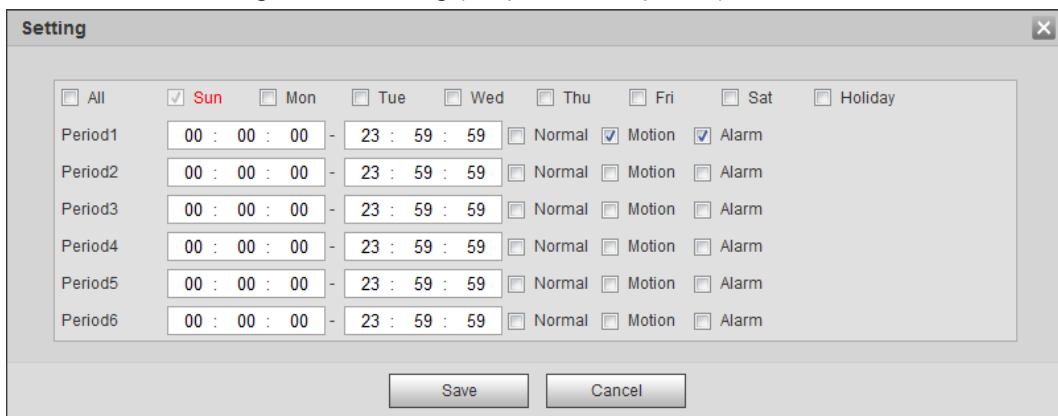 Setting
All Sun Mon Tue Wed Thu Fri Sat Holiday
Period1 00 : 00 : 00 - 23 : 59 : 59 Normal Motion Alarm
Period2 00 : 00 : 00 - 23 : 59 : 59 Normal Motion Alarm
Period3 00 : 00 : 00 - 23 : 59 : 59 Normal Motion Alarm
Period4 00 : 00 : 00 - 23 : 59 : 59 Normal Motion Alarm
Period5 00 : 00 : 00 - 23 : 59 : 59 Normal Motion Alarm
Period6 00 : 00 : 00 - 23 : 59 : 59 Normal Motion Alarm
Save Cancel